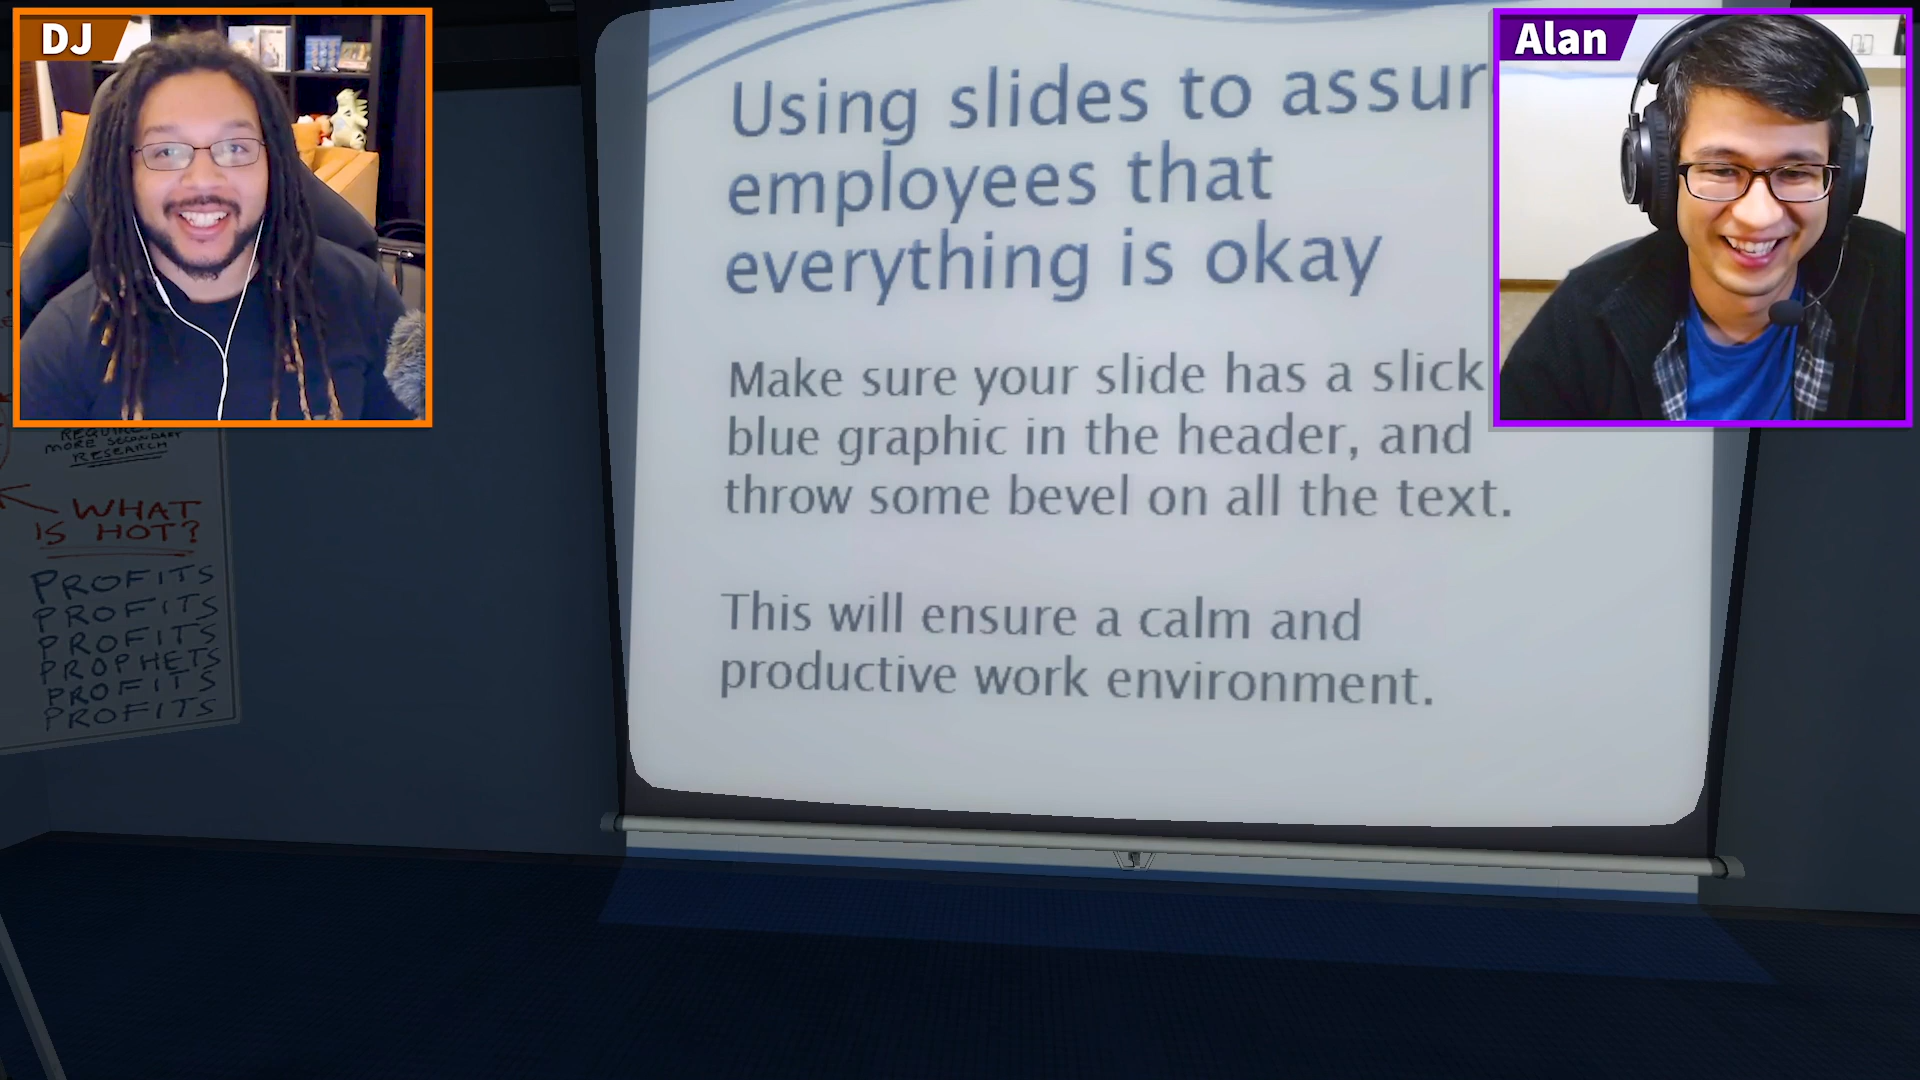 DJ
Alan
Using slides to assur
employees that
everything is okay
Make sure your slide has a slick
blue graphic in the header, and
throw some bevel on all the text.
This will ensure a calm and
productive work environment.
MORE SECONDARY
RESEARCH
WHAT
IS HOT?
PROFITS
PROFITS
PROFITS
PROPHETS
PROFITS
PROFITS